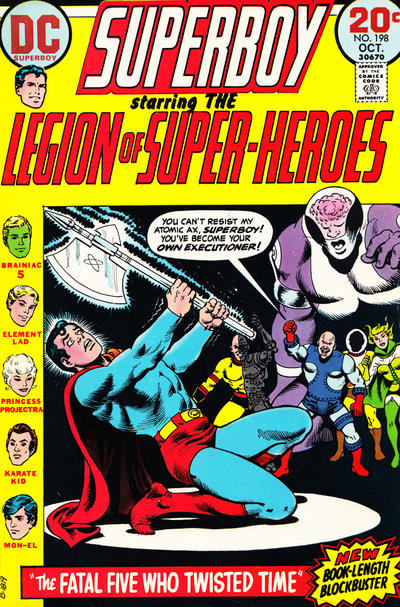 DC
SUPERBOY
SUPERBOY
20¢
NO. 198
OCT.
30670
APPROVED
BY THE
COMICS
CODE
AUTHORITY
starring THE
LEGION OF SUPER-HEROES
YOU CAN'T RESIST MY
ATOMIC AX, SUPERBOY!
YOU'VE BECOME YOUR
OWN EXECUTIONER!
BRAINIAC
5
ELEMENT
LAD
PRINCESS
PROJECTRA
KARATE
KID
MON-EL
"THE FATAL FIVE WHO TWISTED TIME"
NEW
BOOK-LENGTH
BLOCKBUSTER